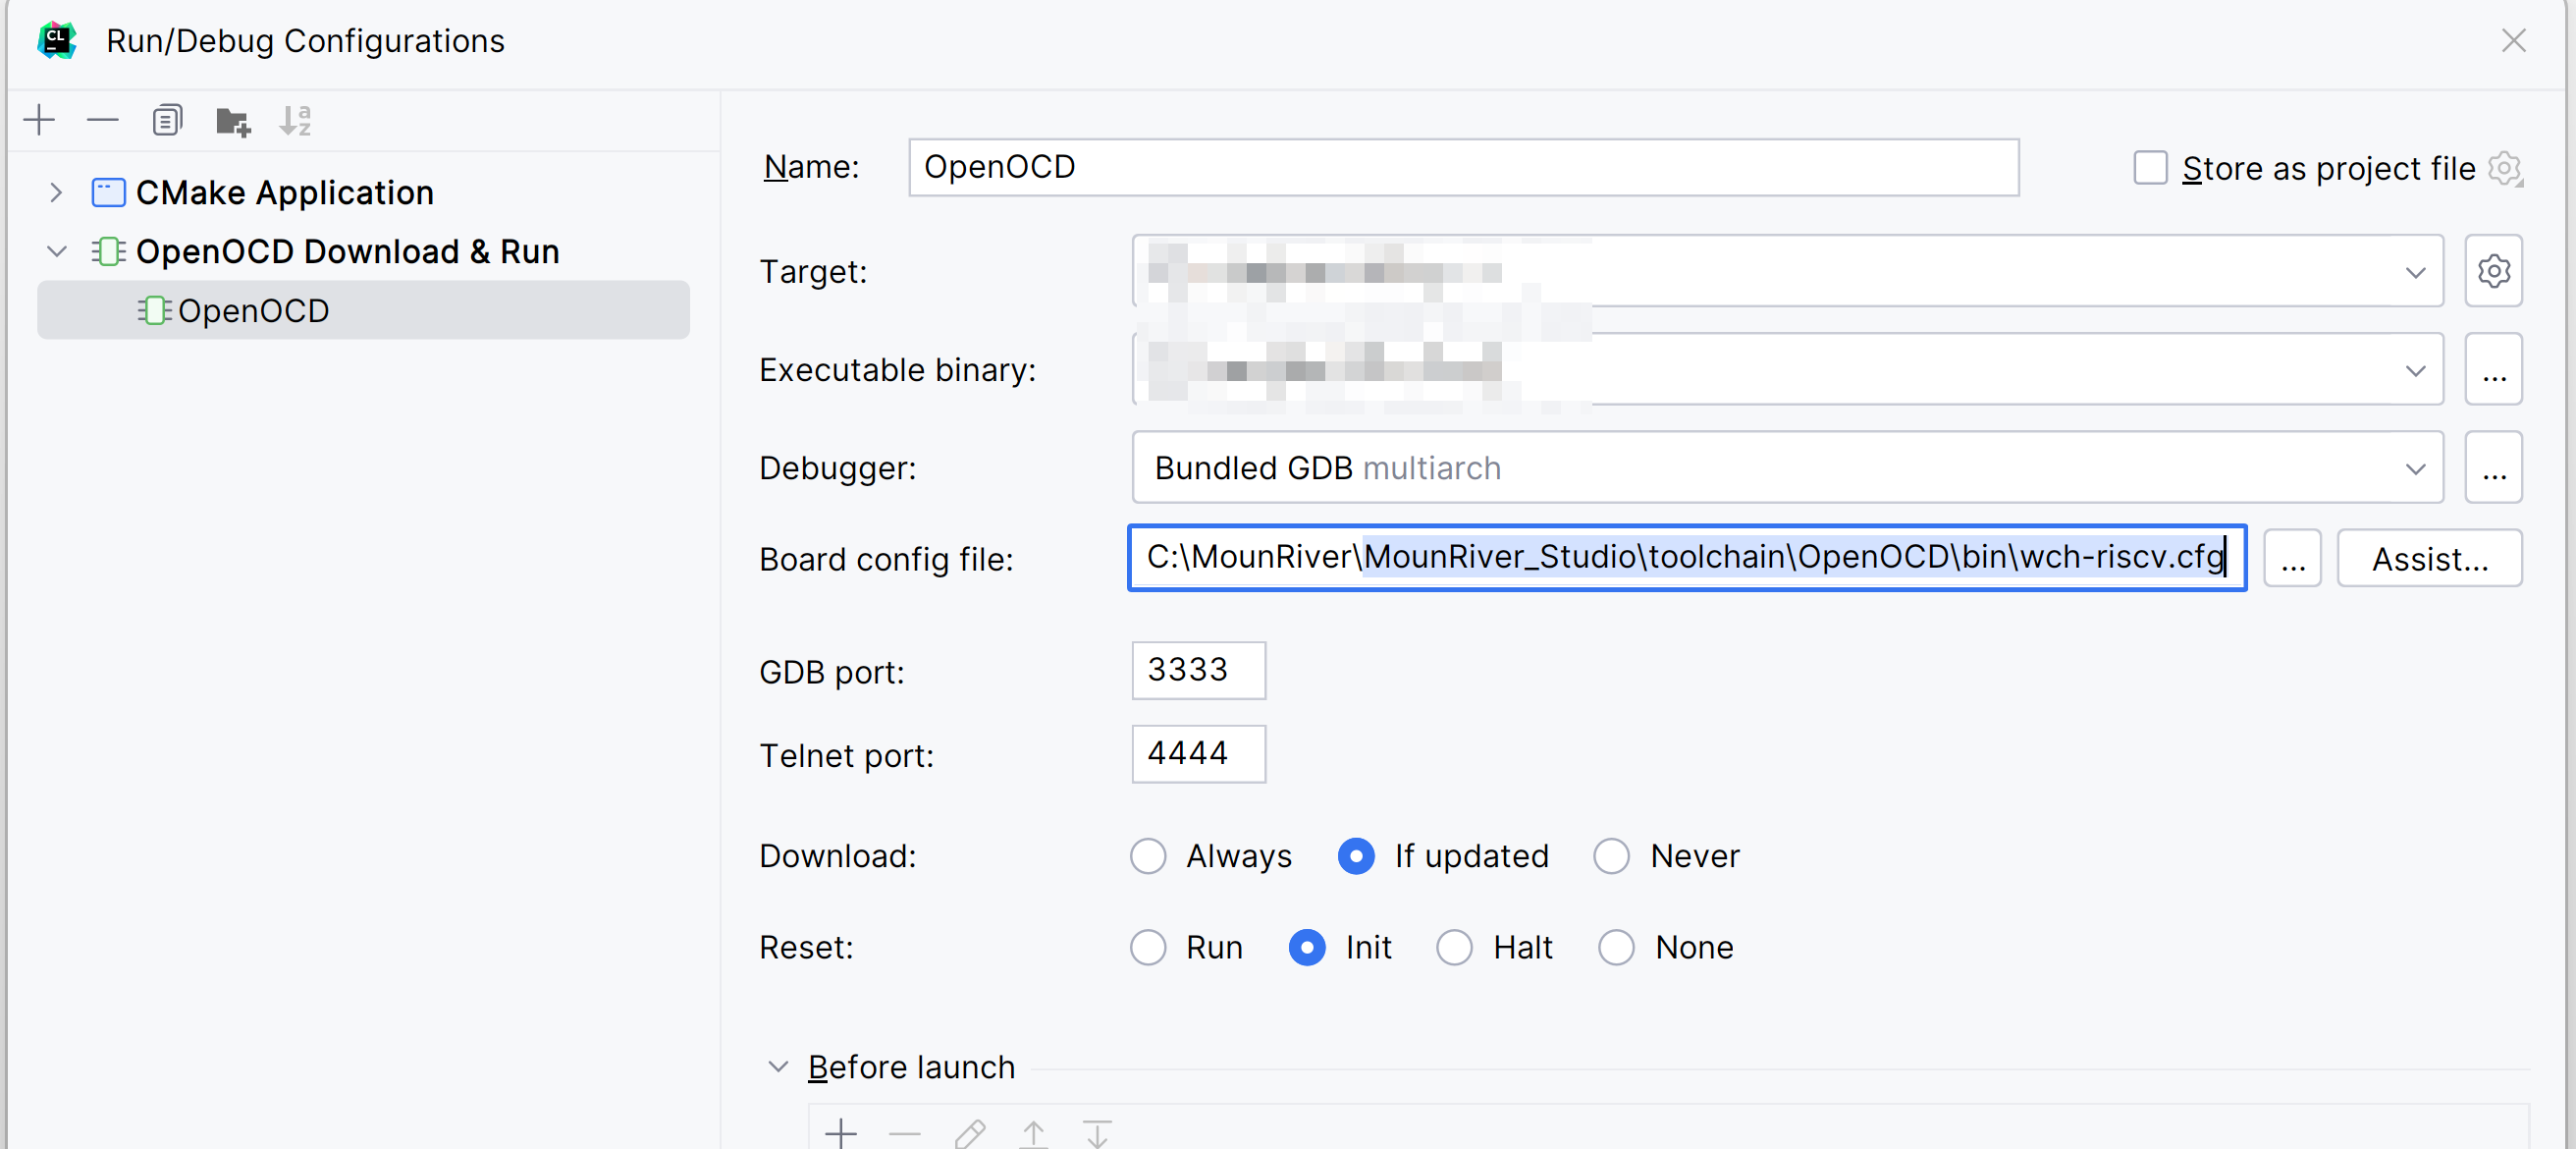 CL
Run/Debug Configurations
CMake Application
OpenOCD Download & Run
OpenOCD
Name: OpenOCD
Store as project file
Target:
Executable binary: ...
Debugger: Bundled GDB multiarch ...
Board config file: C:\MounRiver\MounRiver_Studio\toolchain\OpenOCD\bin\wch-riscv.cfg ... Assist...
GDB port: 3333
Telnet port: 4444
Download: Always If updated Never
Reset: Run Init Halt None
Before launch